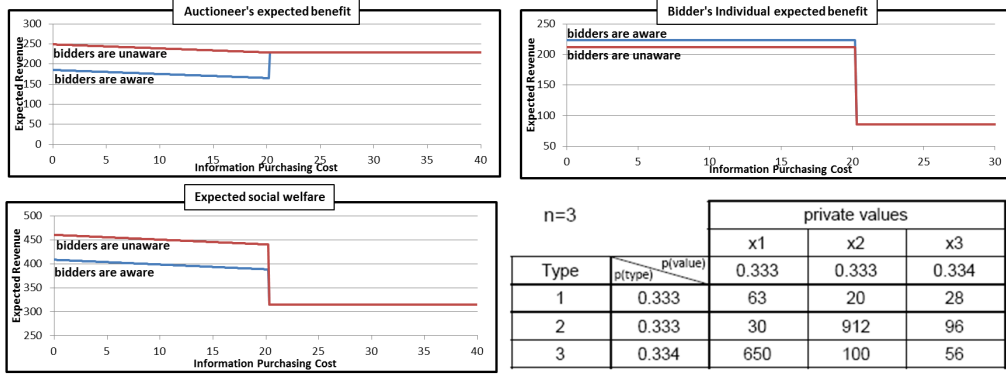 Auctioneer's expected benefit
Expected Revenue
300
250
200
150
100
50
0
bidders are unaware
bidders are aware
0 5 10 15 20 25 30 35 40
Information Purchasing Cost
Bidder's Individual expected benefit
Expected Revenue
250
200
150
100
50
bidders are aware
bidders are unaware
0 5 10 15 20 25 30
Information Purchasing Cost
Expected social welfare
Expected Revenue
500
450
400
350
300
250
bidders are unaware
bidders are aware
0 5 10 15 20 25 30 35 40
Information Purchasing Cost
n=3 private values
x1 x2 x3
Type p(type) p(value) 0.333 0.333 0.334
1 0.333 63 20 28
2 0.333 30 912 96
3 0.334 650 100 56